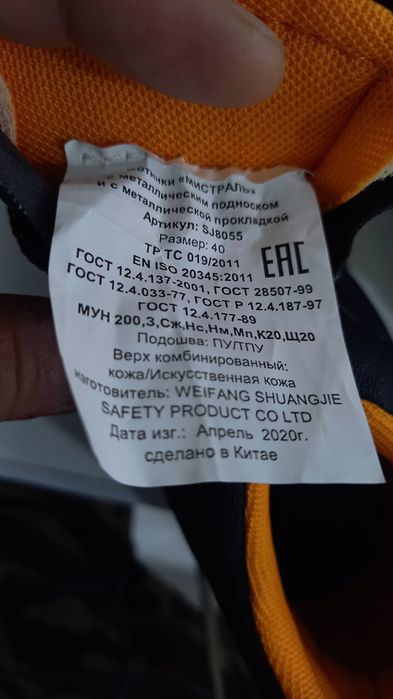 Ботинки «МИСТРАЛЬ»
с металлическим подноском
и с металлической прокладкой
Артикул: SJ8055
Размер: 40
ТР ТС 019/2011
EN ISO 20345:2011
EAC
ГОСТ 12.4.137-2001, ГОСТ 28507-99
ГОСТ 12.4.033-77, ГОСТ Р 12.4.187-97
ГОСТ 12.4.177-89
МУН 200,З,Сж,Нс,Нм,Мп,К20,Щ20
Подошва: ПУ/ТПУ
Верх комбинированный:
кожа/Искусственная кожа
изготовитель: WEIFANG SHUANGJIE
SAFETY PRODUCT CO LTD
Дата изг.: Апрель 2020г.
сделано в Китае